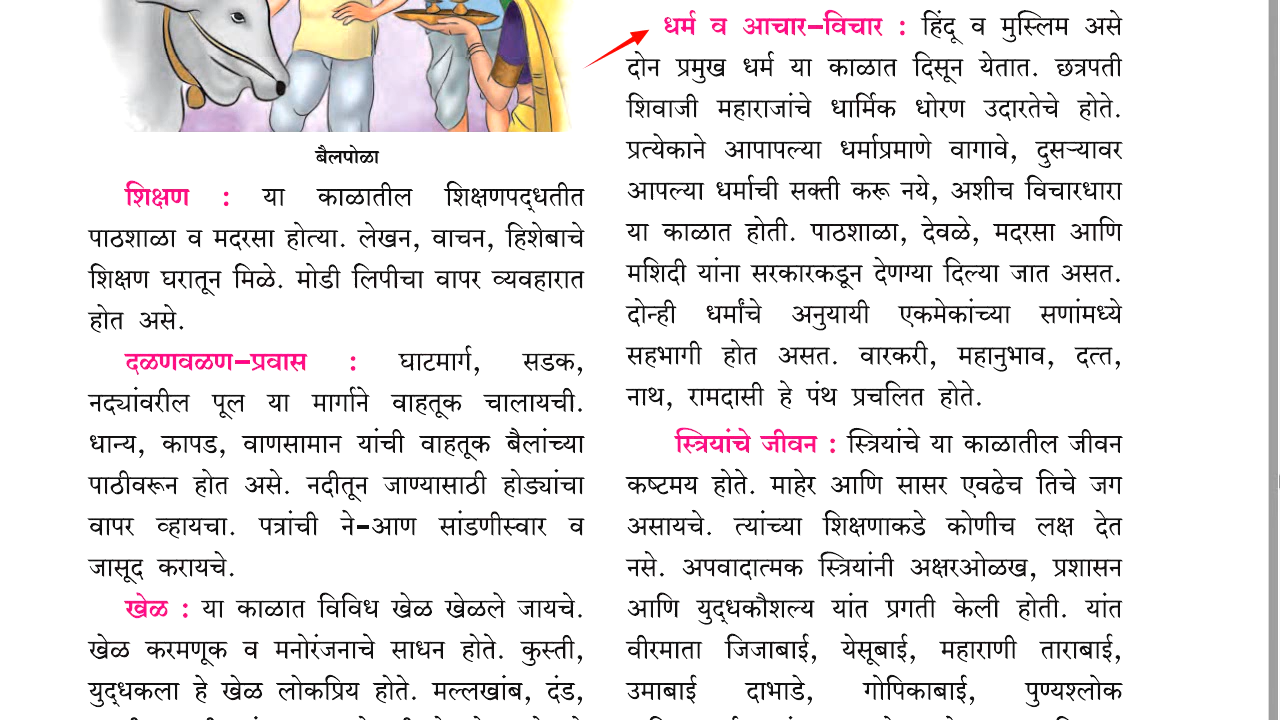 बैलपोळा
शिक्षण : या काळातील शिक्षणपद्धतीत
पाठशाळा व मदरसा होत्या. लेखन, वाचन, हिशेबाचे
शिक्षण घरातून मिळे. मोडी लिपीचा वापर व्यवहारात
होत असे.
दळणवळण-प्रवास : घाटमार्ग, सडक,
नद्यांवरील पूल या मार्गाने वाहतूक चालायची.
धान्य, कापड, वाणसामान यांची वाहतूक बैलांच्या
पाठीवरून होत असे. नदीतून जाण्यासाठी होड्यांचा
वापर व्हायचा. पत्रांची ने-आण सांडणीस्वार व
जासूद करायचे.
खेळ : या काळात विविध खेळ खेळले जायचे.
खेळ करमणूक व मनोरंजनाचे साधन होते. कुस्ती,
युद्धकला हे खेळ लोकप्रिय होते. मल्लखांब, दंड,
धर्म व आचार-विचार : हिंदू व मुस्लिम असे
दोन प्रमुख धर्म या काळात दिसून येतात. छत्रपती
शिवाजी महाराजांचे धार्मिक धोरण उदारतेचे होते.
प्रत्येकाने आपापल्या धर्माप्रमाणे वागावे, दुसऱ्यावर
आपल्या धर्माची सक्ती करू नये, अशीच विचारधारा
या काळात होती. पाठशाळा, देवळे, मदरसा आणि
मशिदी यांना सरकारकडून देणग्या दिल्या जात असत.
दोन्ही धर्मांचे अनुयायी एकमेकांच्या सणांमध्ये
सहभागी होत असत. वारकरी, महानुभाव, दत्त,
नाथ, रामदासी हे पंथ प्रचलित होते.
स्त्रियांचे जीवन : स्त्रियांचे या काळातील जीवन
कष्टमय होते. माहेर आणि सासर एवढेच तिचे जग
असायचे. त्यांच्या शिक्षणाकडे कोणीच लक्ष देत
नसे. अपवादात्मक स्त्रियांनी अक्षरओळख, प्रशासन
आणि युद्धकौशल्य यांत प्रगती केली होती. यांत
वीरमाता जिजाबाई, येसूबाई, महाराणी ताराबाई,
उमाबाई दाभाडे, गोपिकाबाई, पुण्यश्लोक